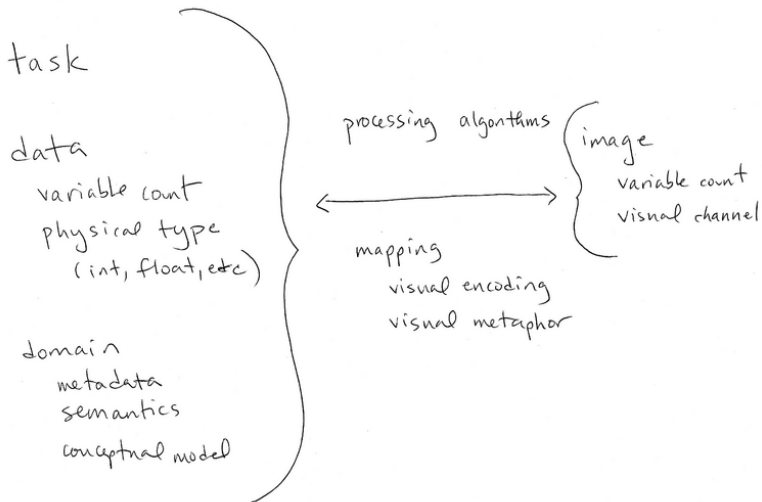 task
data
variable count
physical type
(int, float, etc)
domain
metadata
semantics
conceptual model
processing algorithms
mapping
visual encoding
visual metaphor
image
variable count
visual channel